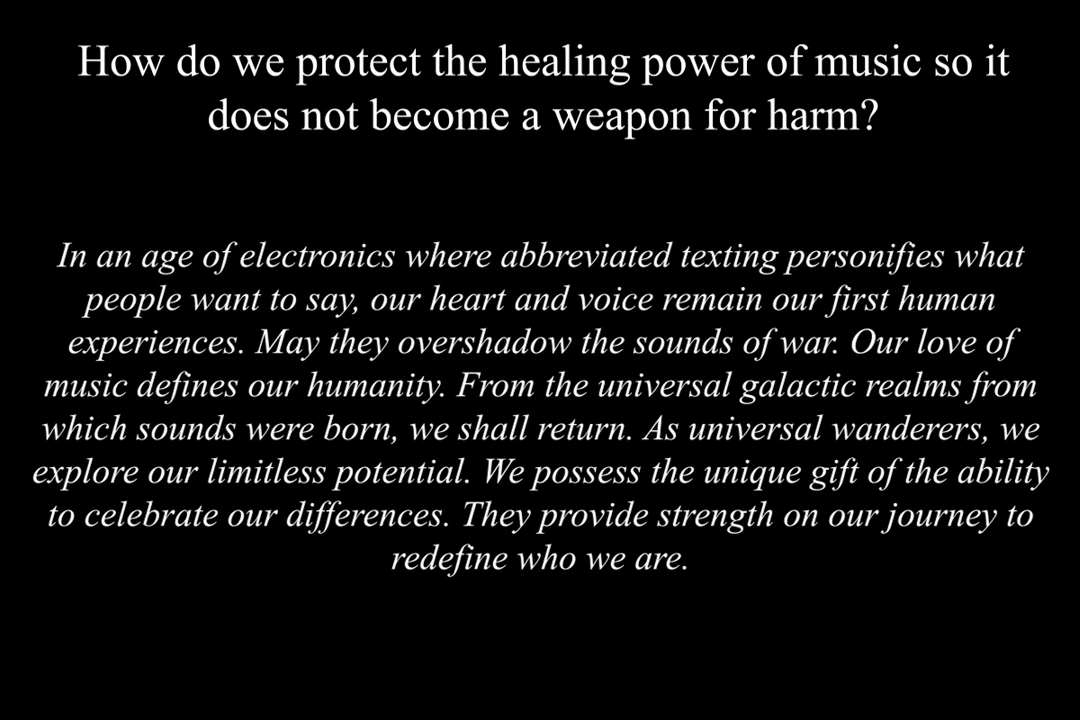 How do we protect the healing power of music so it
does not become a weapon for harm?
In an age of electronics where abbreviated texting personifies what
people want to say, our heart and voice remain our first human
experiences. May they overshadow the sounds of war. Our love of
music defines our humanity. From the universal galactic realms from
which sounds were born, we shall return. As universal wanderers, we
explore our limitless potential. We possess the unique gift of the ability
to celebrate our differences. They provide strength on our journey to
redefine who we are.